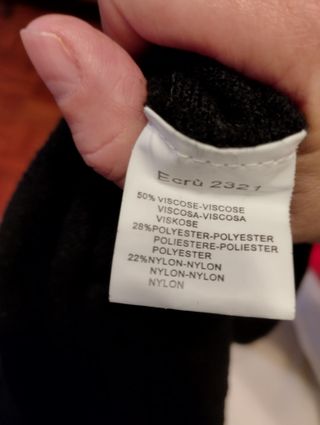 Ecrù 2321
50% VISCOSE-VISCOSE
VISCOSA-VISCOSA
VISKOSE
28%POLYESTER-POLYESTER
POLIESTERE-POLIESTER
POLYESTER
22%NYLON-NYLON
NYLON-NYLON
NYLON